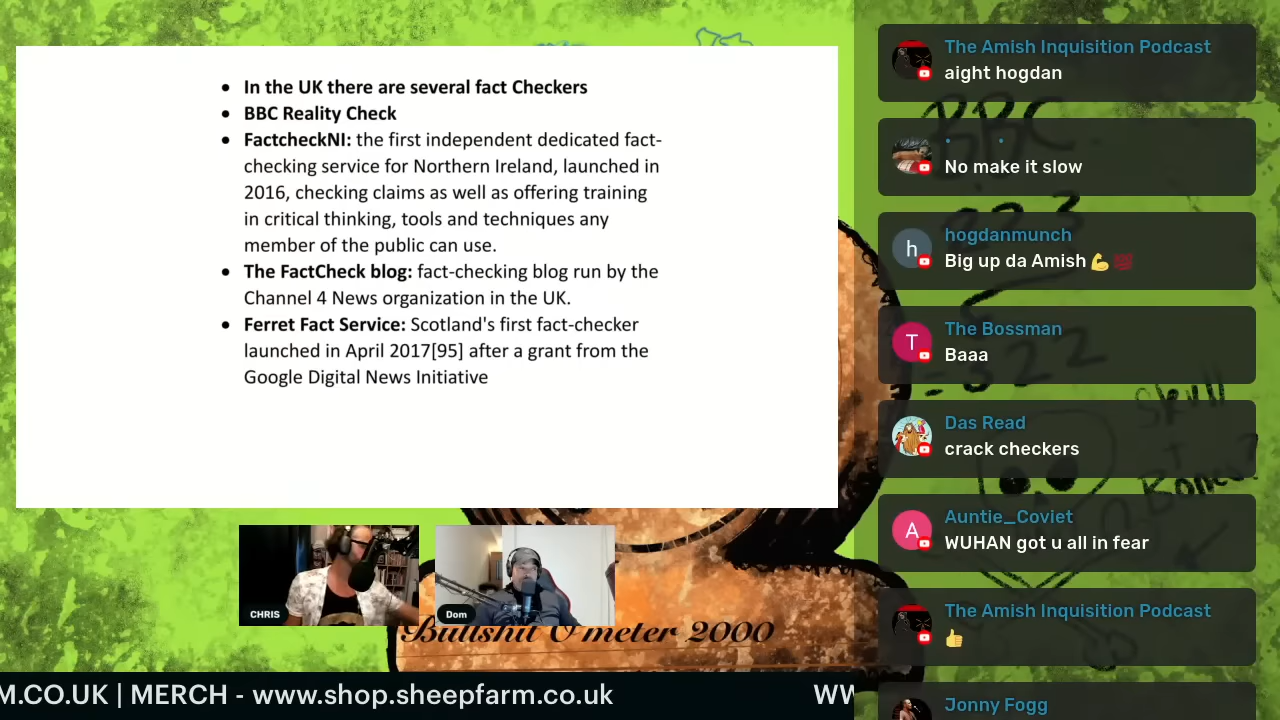 In the UK there are several fact Checkers
BBC Reality Check
FactcheckNI: the first independent dedicated fact-
checking service for Northern Ireland, launched in
2016, checking claims as well as offering training
in critical thinking, tools and techniques any
member of the public can use.
The FactCheck blog: fact-checking blog run by the
Channel 4 News organization in the UK.
Ferret Fact Service: Scotland's first fact-checker
launched in April 2017[95] after a grant from the
Google Digital News Initiative
CHRIS
Dom
Bullshit O meter 2000
M.CO.UK | MERCH - www.shop.sheepfarm.co.uk
WW
The Amish Inquisition Podcast
aight hogdan
No make it slow
h
hogdanmunch
Big up da Amish 💪 💯
T
The Bossman
Baaa
Das Read
crack checkers
A
Auntie_Coviet
WUHAN got u all in fear
The Amish Inquisition Podcast
👍
Jonny Fogg
BBC
322
Skull
+
Bones?